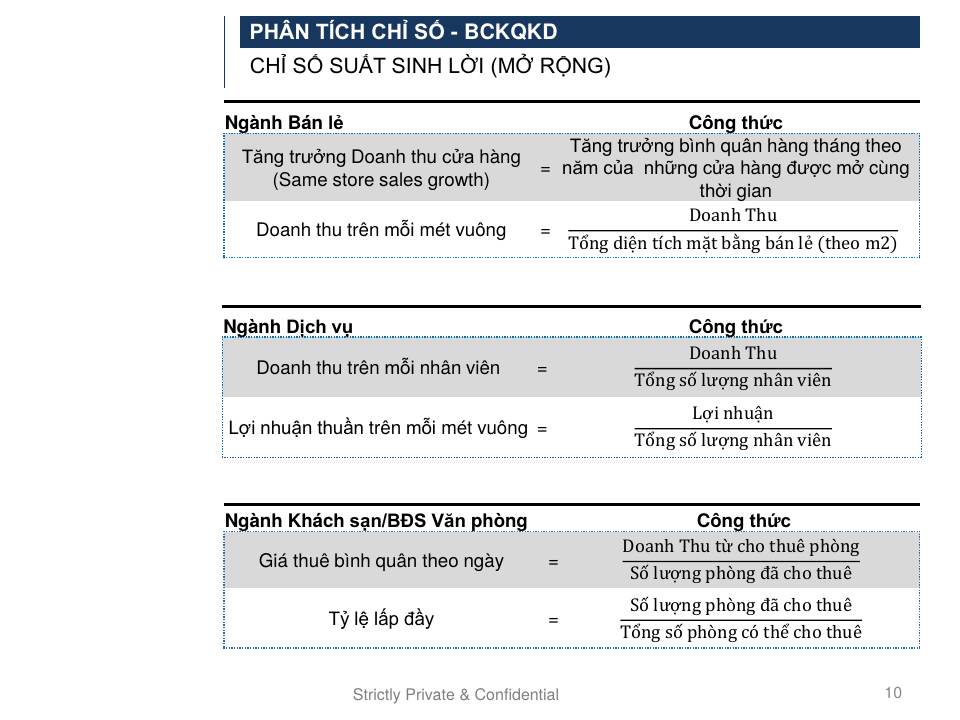 PHÂN TÍCH CHỈ SỐ - BCKQKD
CHỈ SỐ SUẤT SINH LỜI (MỞ RỘNG)
Ngành Bán lẻ Công thức
Tăng trưởng Doanh thu cửa hàng
(Same store sales growth)
=
Tăng trưởng bình quân hàng tháng theo
năm của những cửa hàng được mở cùng
thời gian
Doanh thu trên mỗi mét vuông
=
Doanh Thu
Tổng diện tích mặt bằng bán lẻ (theo m2)
Ngành Dịch vụ Công thức
Doanh thu trên mỗi nhân viên
=
Doanh Thu
Tổng số lượng nhân viên
Lợi nhuận thuần trên mỗi mét vuông
=
Lợi nhuận
Tổng số lượng nhân viên
Ngành Khách sạn/BĐS Văn phòng Công thức
Giá thuê bình quân theo ngày
=
Doanh Thu từ cho thuê phòng
Số lượng phòng đã cho thuê
Tỷ lệ lấp đầy
=
Số lượng phòng đã cho thuê
Tổng số phòng có thể cho thuê
Strictly Private & Confidential
10